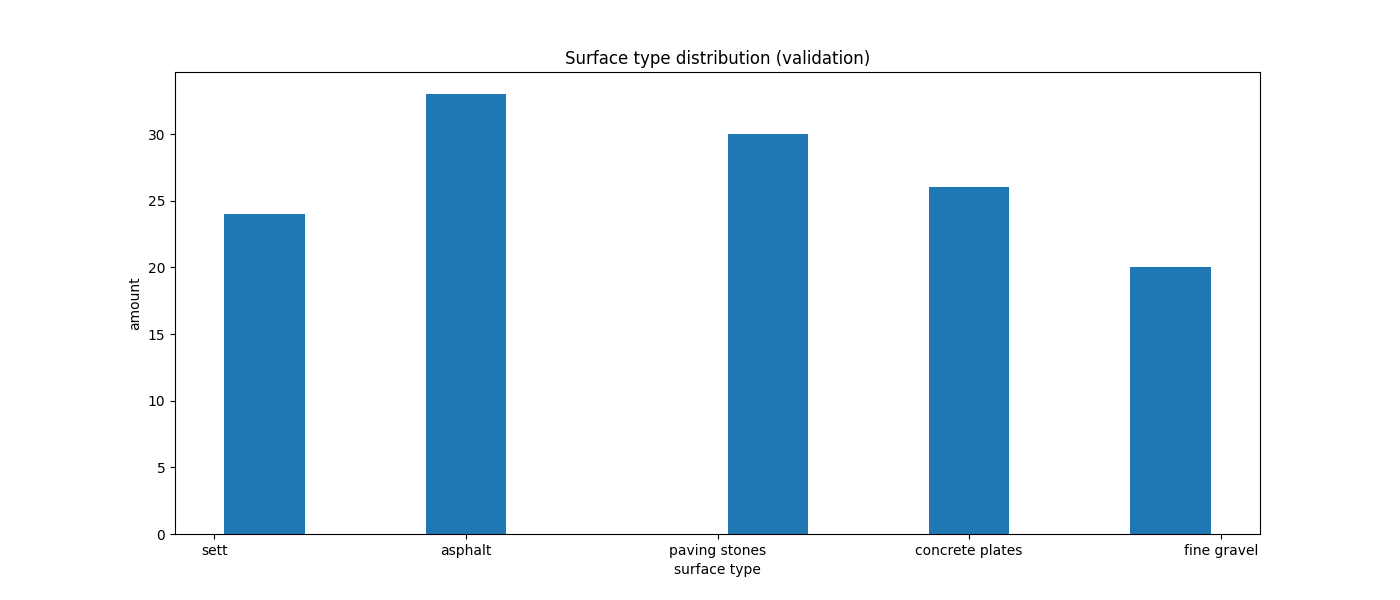 Surface type distribution (validation)
amount
30
25
20
15
10
5
0
sett asphalt paving stones concrete plates fine gravel
surface type